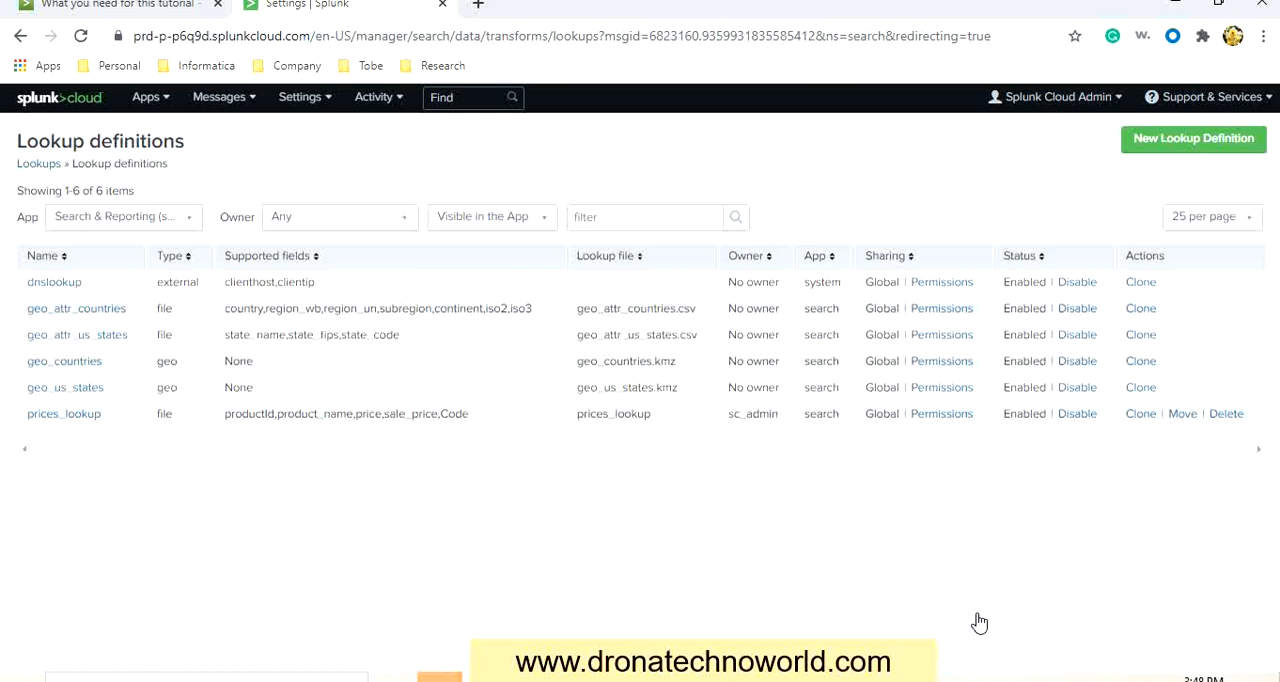 What you need for this tutorial -
Settings | Splunk
prd-p-p6q9d.splunkcloud.com/en-US/manager/search/data/transforms/lookups?msgid=6823160.9359931835585412&ns=search&redirecting=true
Apps Personal Informatica Company Tobe Research
splunk>cloud Apps Messages Settings Activity Find Splunk Cloud Admin Support & Services
Lookup definitions
New Lookup Definition
Lookups » Lookup definitions
Showing 1-6 of 6 items
App Search & Reporting (s... Owner Any Visible in the App filter 25 per page
Name Type Supported fields Lookup file Owner App Sharing Status Actions
dnslookup external clienthost,clientip No owner system Global | Permissions Enabled | Disable Clone
geo_attr_countries file country,region_wb,region_un,subregion,continent,iso2,iso3 geo_attr_countries.csv No owner search Global | Permissions Enabled | Disable Clone
geo_attr_us_states file state_name,state_fips,state_code geo_attr_us_states.csv No owner search Global | Permissions Enabled | Disable Clone
geo_countries geo None geo_countries.kmz No owner search Global | Permissions Enabled | Disable Clone
geo_us_states geo None geo_us_states.kmz No owner search Global | Permissions Enabled | Disable Clone
prices_lookup file productId,product_name,price,sale_price,Code prices_lookup sc_admin search Global | Permissions Enabled | Disable Clone | Move | Delete
www.dronatechnoworld.com
3:48 PM